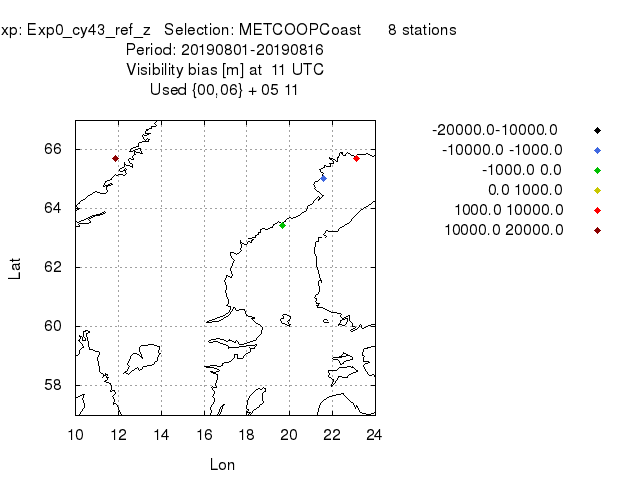 xp: Exp0_cy43_ref_z Selection: METCOOPCoast 8 stations
Period: 20190801-20190816
Visibility bias [m] at 11 UTC
Used {00,06} + 05 11
-20000.0-10000.0
-10000.0 -1000.0
-1000.0 0.0
0.0 1000.0
1000.0 10000.0
10000.0 20000.0
66
64
62
60
58
Lat
10 12 14 16 18 20 22 24
Lon